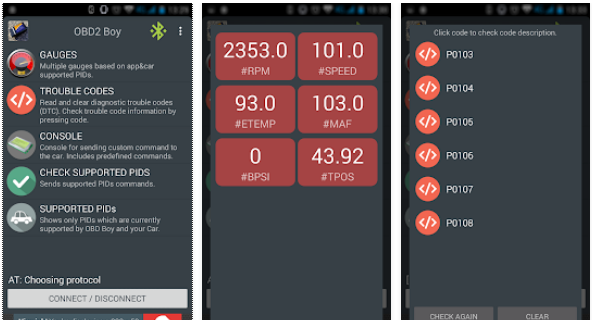 OBD2 Boy
GAUGES
Multiple gauges based on app&car
supported PIDs.
TROUBLE CODES
Read and clear diagnostic trouble codes
(DTC). Check trouble code information by
pressing code.
CONSOLE
Console for sending custom command to
the car. Includes predefined commands.
CHECK SUPPORTED PIDS
Sends supported PIDs commands.
SUPPORTED PIDs
Shows only PIDs which are currently
supported by OBD Boy and your Car.
AT: Choosing protocol
CONNECT / DISCONNECT
2353.0 101.0
#RPM #SPEED
93.0 103.0
#ETEMP #MAF
0 43.92
#BPSI #TPOS
Click code to check code description.
P0103
P0104
P0105
P0106
P0107
P0108
CHECK AGAIN CLEAR